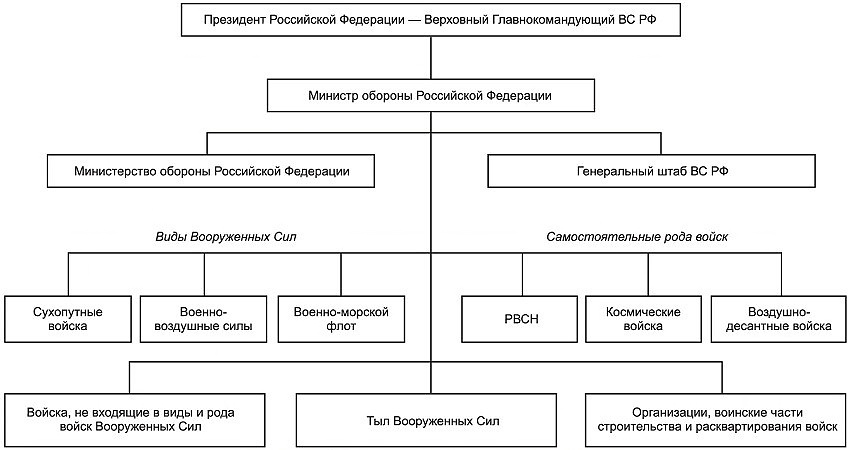 Президент Российской Федерации — Верховный Главнокомандующий ВС РФ
Министр обороны Российской Федерации
Министерство обороны Российской Федерации
Генеральный штаб ВС РФ
Виды Вооруженных Сил
Самостоятельные рода войск
Сухопутные
войска
Военно-
воздушные силы
Военно-морской
флот
РВСН
Космические
войска
Воздушно-
десантные войска
Войска, не входящие в виды и рода
войск Вооруженных Сил
Тыл Вооруженных Сил
Организации, воинские части
строительства и расквартирования войск